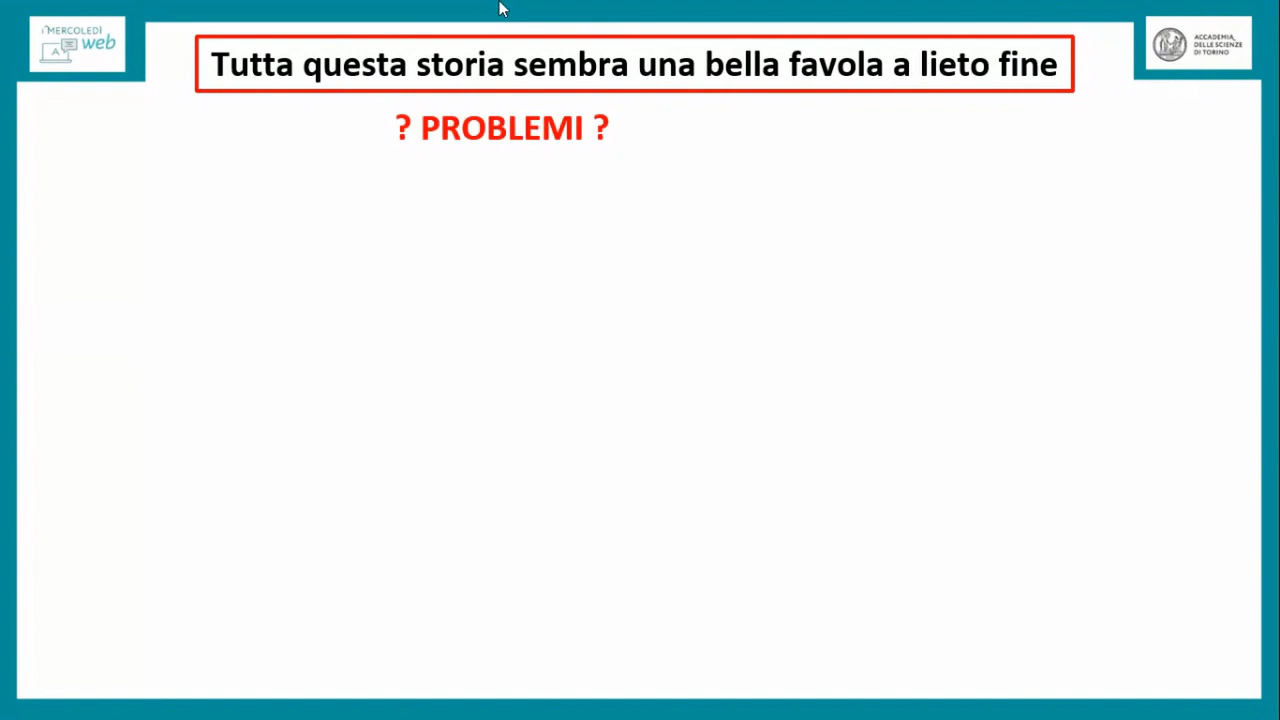 i MERCOLEDÌ
A
web
Tutta questa storia sembra una bella favola a lieto fine
ACCADEMIA
DELLE SCIENZE
DI TORINO
? PROBLEMI ?